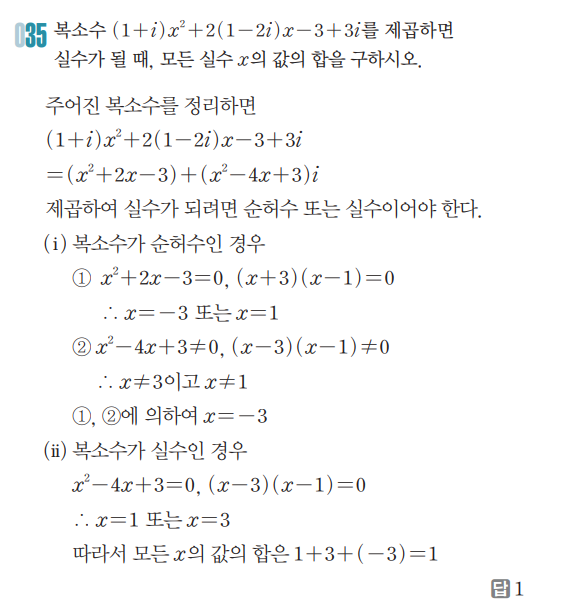 035 복소수 (1+i)x²+2(1−2i)x−3+3i를 제곱하면
실수가 될 때, 모든 실수 x의 값의 합을 구하시오.
주어진 복소수를 정리하면
(1+i)x²+2(1−2i)x−3+3i
=(x²+2x−3)+(x²−4x+3)i
제곱하여 실수가 되려면 순허수 또는 실수이어야 한다.
(ⅰ) 복소수가 순허수인 경우
① x²+2x−3=0, (x+3)(x−1)=0
∴ x=−3 또는 x=1
② x²−4x+3≠0, (x−3)(x−1)≠0
∴ x≠3이고 x≠1
①, ②에 의하여 x=−3
(ⅱ) 복소수가 실수인 경우
x²−4x+3=0, (x−3)(x−1)=0
∴ x=1 또는 x=3
따라서 모든 x의 값의 합은 1+3+(−3)=1
답 1